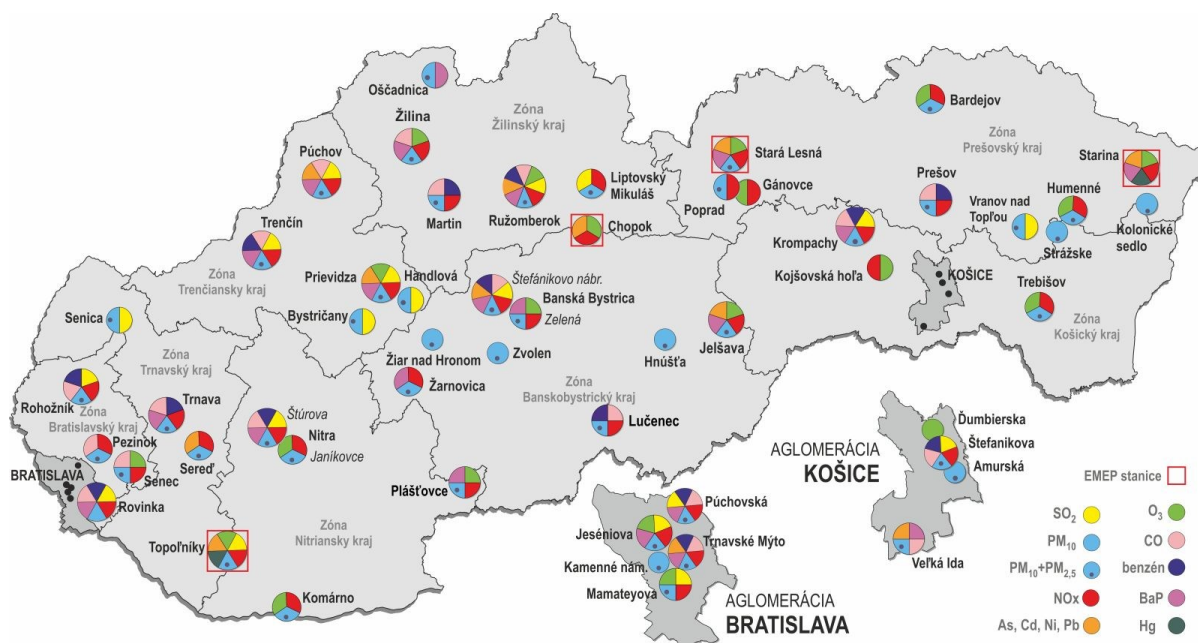 Oščadnica
Žilina
Zóna
Žilinský kraj
Púchov
Martin
Ružomberok
Liptovský
Mikuláš
Chopok
Stará Lesná
Gánovce
Poprad
Bardejov
Zóna
Prešovský kraj
Starina
Prešov
Humenné
Vranov nad
Topľou
Strážske
Kolonické
sedlo
Krompachy
Kojšovská hoľa
KOŠICE
Trebišov
Zóna
Košický kraj
Trenčín
Zóna
Trenčiansky kraj
Prievidza
Handlová
Bystričany
Štefánikovo nábr.
Banská Bystrica
Zelená
Jelšava
Hnúšťa
Žiar nad Hronom
Zvolen
Žarnovica
Zóna
Banskobystrický kraj
Lučenec
Senica
Zóna
Trnavský kraj
Rohožník
Zóna
Bratislavský kraj
Trnava
Pezinok
Sereď
Senec
BRATISLAVA
Rovinka
Štúrova
Nitra
Janíkovce
Plášťovce
Topoľníky
Zóna
Nitriansky kraj
Komárno
Púchovská
Jeséniova
Trnavské Mýto
Kamenné nám.
Mamateyova
AGLOMERÁCIA
BRATISLAVA
AGLOMERÁCIA
KOŠICE
Ďumbierska
Štefanikova
Amurská
Veľká Ida
EMEP stanice
SO2
O3
PM10
CO
PM10+PM2,5
benzén
NOx
BaP
As, Cd, Ni, Pb
Hg